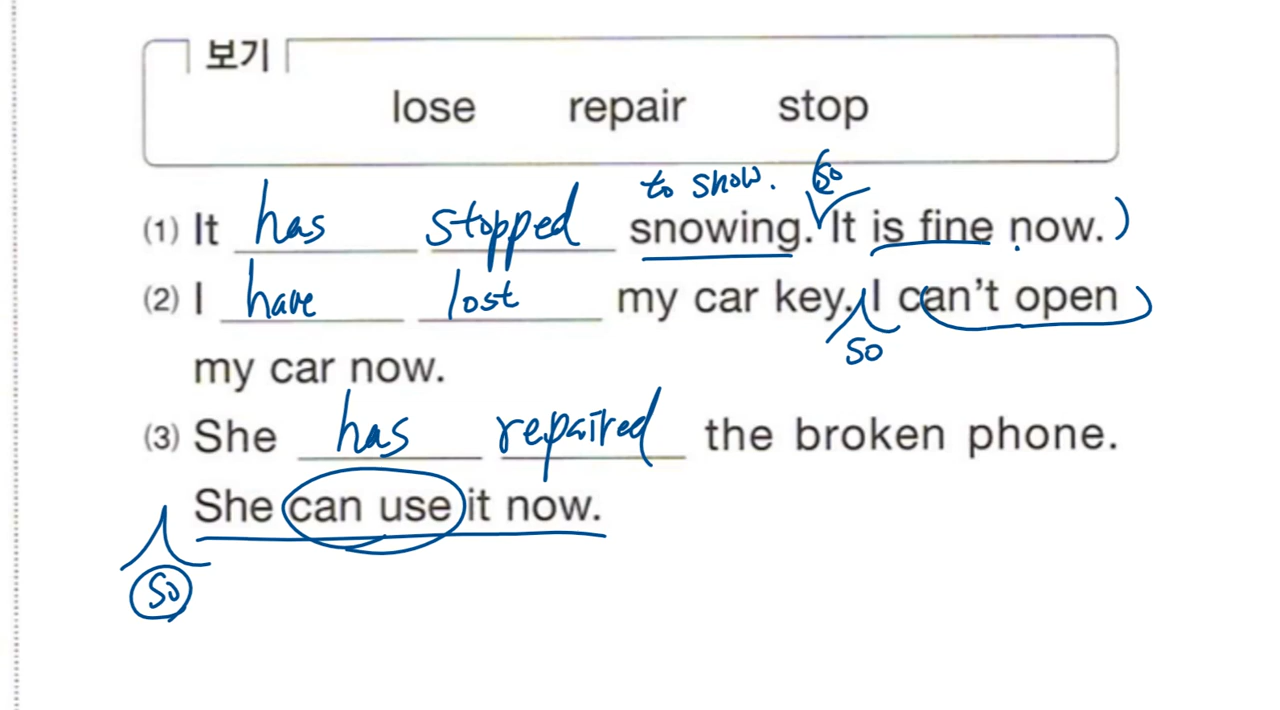 보기
lose repair stop
to snow. so
(1) It has stopped snowing. It is fine now.)
(2) I have lost my car key. I can't open
so
my car now.
(3) She has repaired the broken phone.
She can use it now.
so